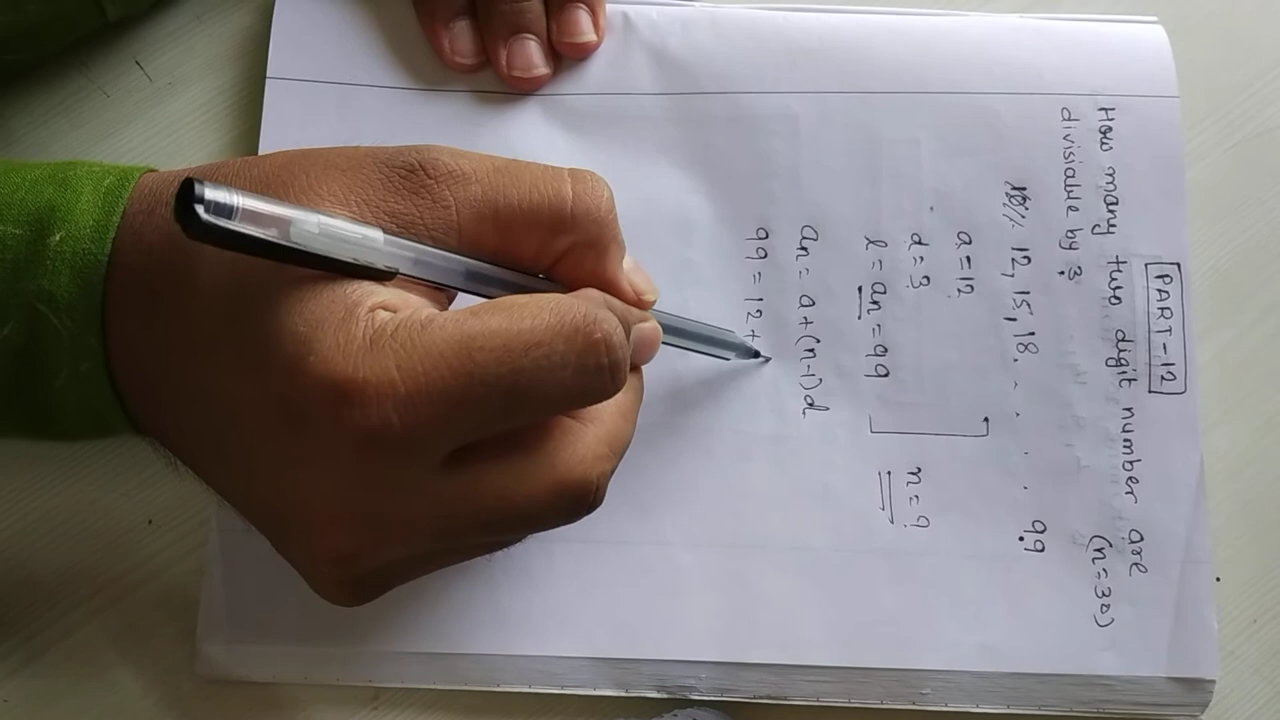 PART-12
How many two digit number are
divisiable by 3 (n=30)
12, 15, 18. . . . . 99
a=12
d=3
l=an=99
n=?
an=a+(n-1)d
99=12+